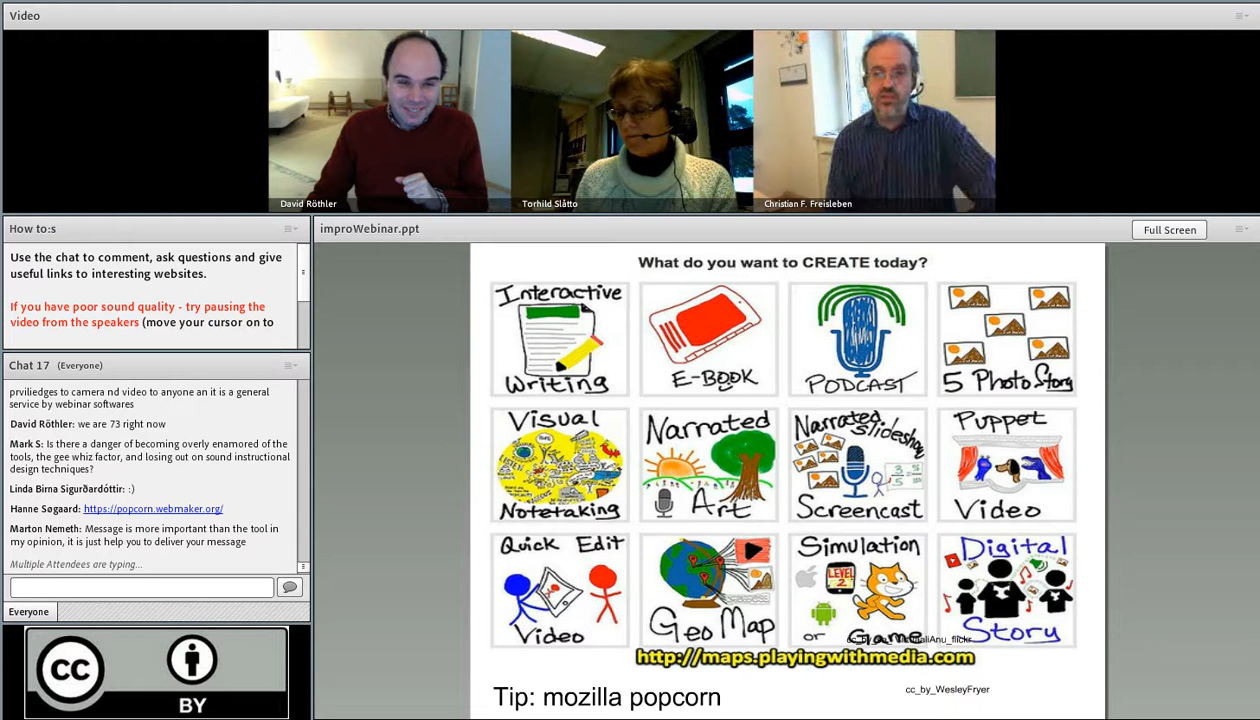 Video
David Röthler
Torhild Slåtto
Christian F. Freisleben
How to:s
Use the chat to comment, ask questions and give
useful links to interesting websites.
If you have poor sound quality - try pausing the
video from the speakers (move your cursor on to
Chat 17 (Everyone)
prviliedges to camera nd video to anyone an it is a general
service by webinar softwares
David Röthler: we are 73 right now
Mark S: Is there a danger of becoming overly enamored of the
tools, the gee whiz factor, and losing out on sound instructional
design techniques?
Linda Birna Sigurðardóttir: :)
Hanne Søgaard: https://popcorn.webmaker.org/
Marton Nemeth: Message is more important than the tool in
my opinion, it is just help you to deliver your message
Multiple Attendees are typing...
Everyone
CC
BY
improWebinar.ppt
Full Screen
What do you want to CREATE today?
Interactive
Writing
E-Book
PODCAST
5 Photo Story
Visual
Notetaking
Narrated
Art
Narrated
slideshow
Screencast
Puppet
Video
Quick Edit
Video
Geo Map
Simulation
LEVEL
2
or Game
Digital
Story
http://maps.playingwithmedia.com
Tip: mozilla popcorn
cc_by_WesleyFryer